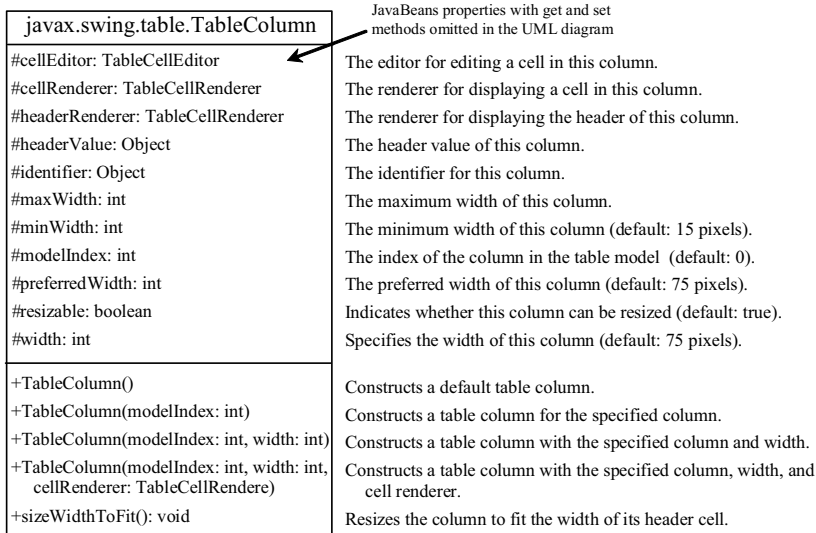 JavaBeans properties with get and set
methods omitted in the UML diagram
javax.swing.table.TableColumn
#cellEditor: TableCellEditor The editor for editing a cell in this column.
#cellRenderer: TableCellRenderer The renderer for displaying a cell in this column.
#headerRenderer: TableCellRenderer The renderer for displaying the header of this column.
#headerValue: Object The header value of this column.
#identifier: Object The identifier for this column.
#maxWidth: int The maximum width of this column.
#minWidth: int The minimum width of this column (default: 15 pixels).
#modelIndex: int The index of the column in the table model (default: 0).
#preferredWidth: int The preferred width of this column (default: 75 pixels).
#resizable: boolean Indicates whether this column can be resized (default: true).
#width: int Specifies the width of this column (default: 75 pixels).
+TableColumn() Constructs a default table column.
+TableColumn(modelIndex: int) Constructs a table column for the specified column.
+TableColumn(modelIndex: int, width: int) Constructs a table column with the specified column and width.
+TableColumn(modelIndex: int, width: int, Constructs a table column with the specified column, width, and
cellRenderer: TableCellRendere) cell renderer.
+sizeWidthToFit(): void Resizes the column to fit the width of its header cell.